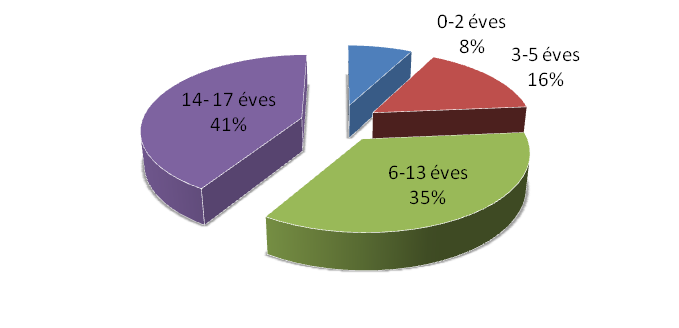 0-2 éves
8%
3-5 éves
16%
14- 17 éves
41%
6-13 éves
35%